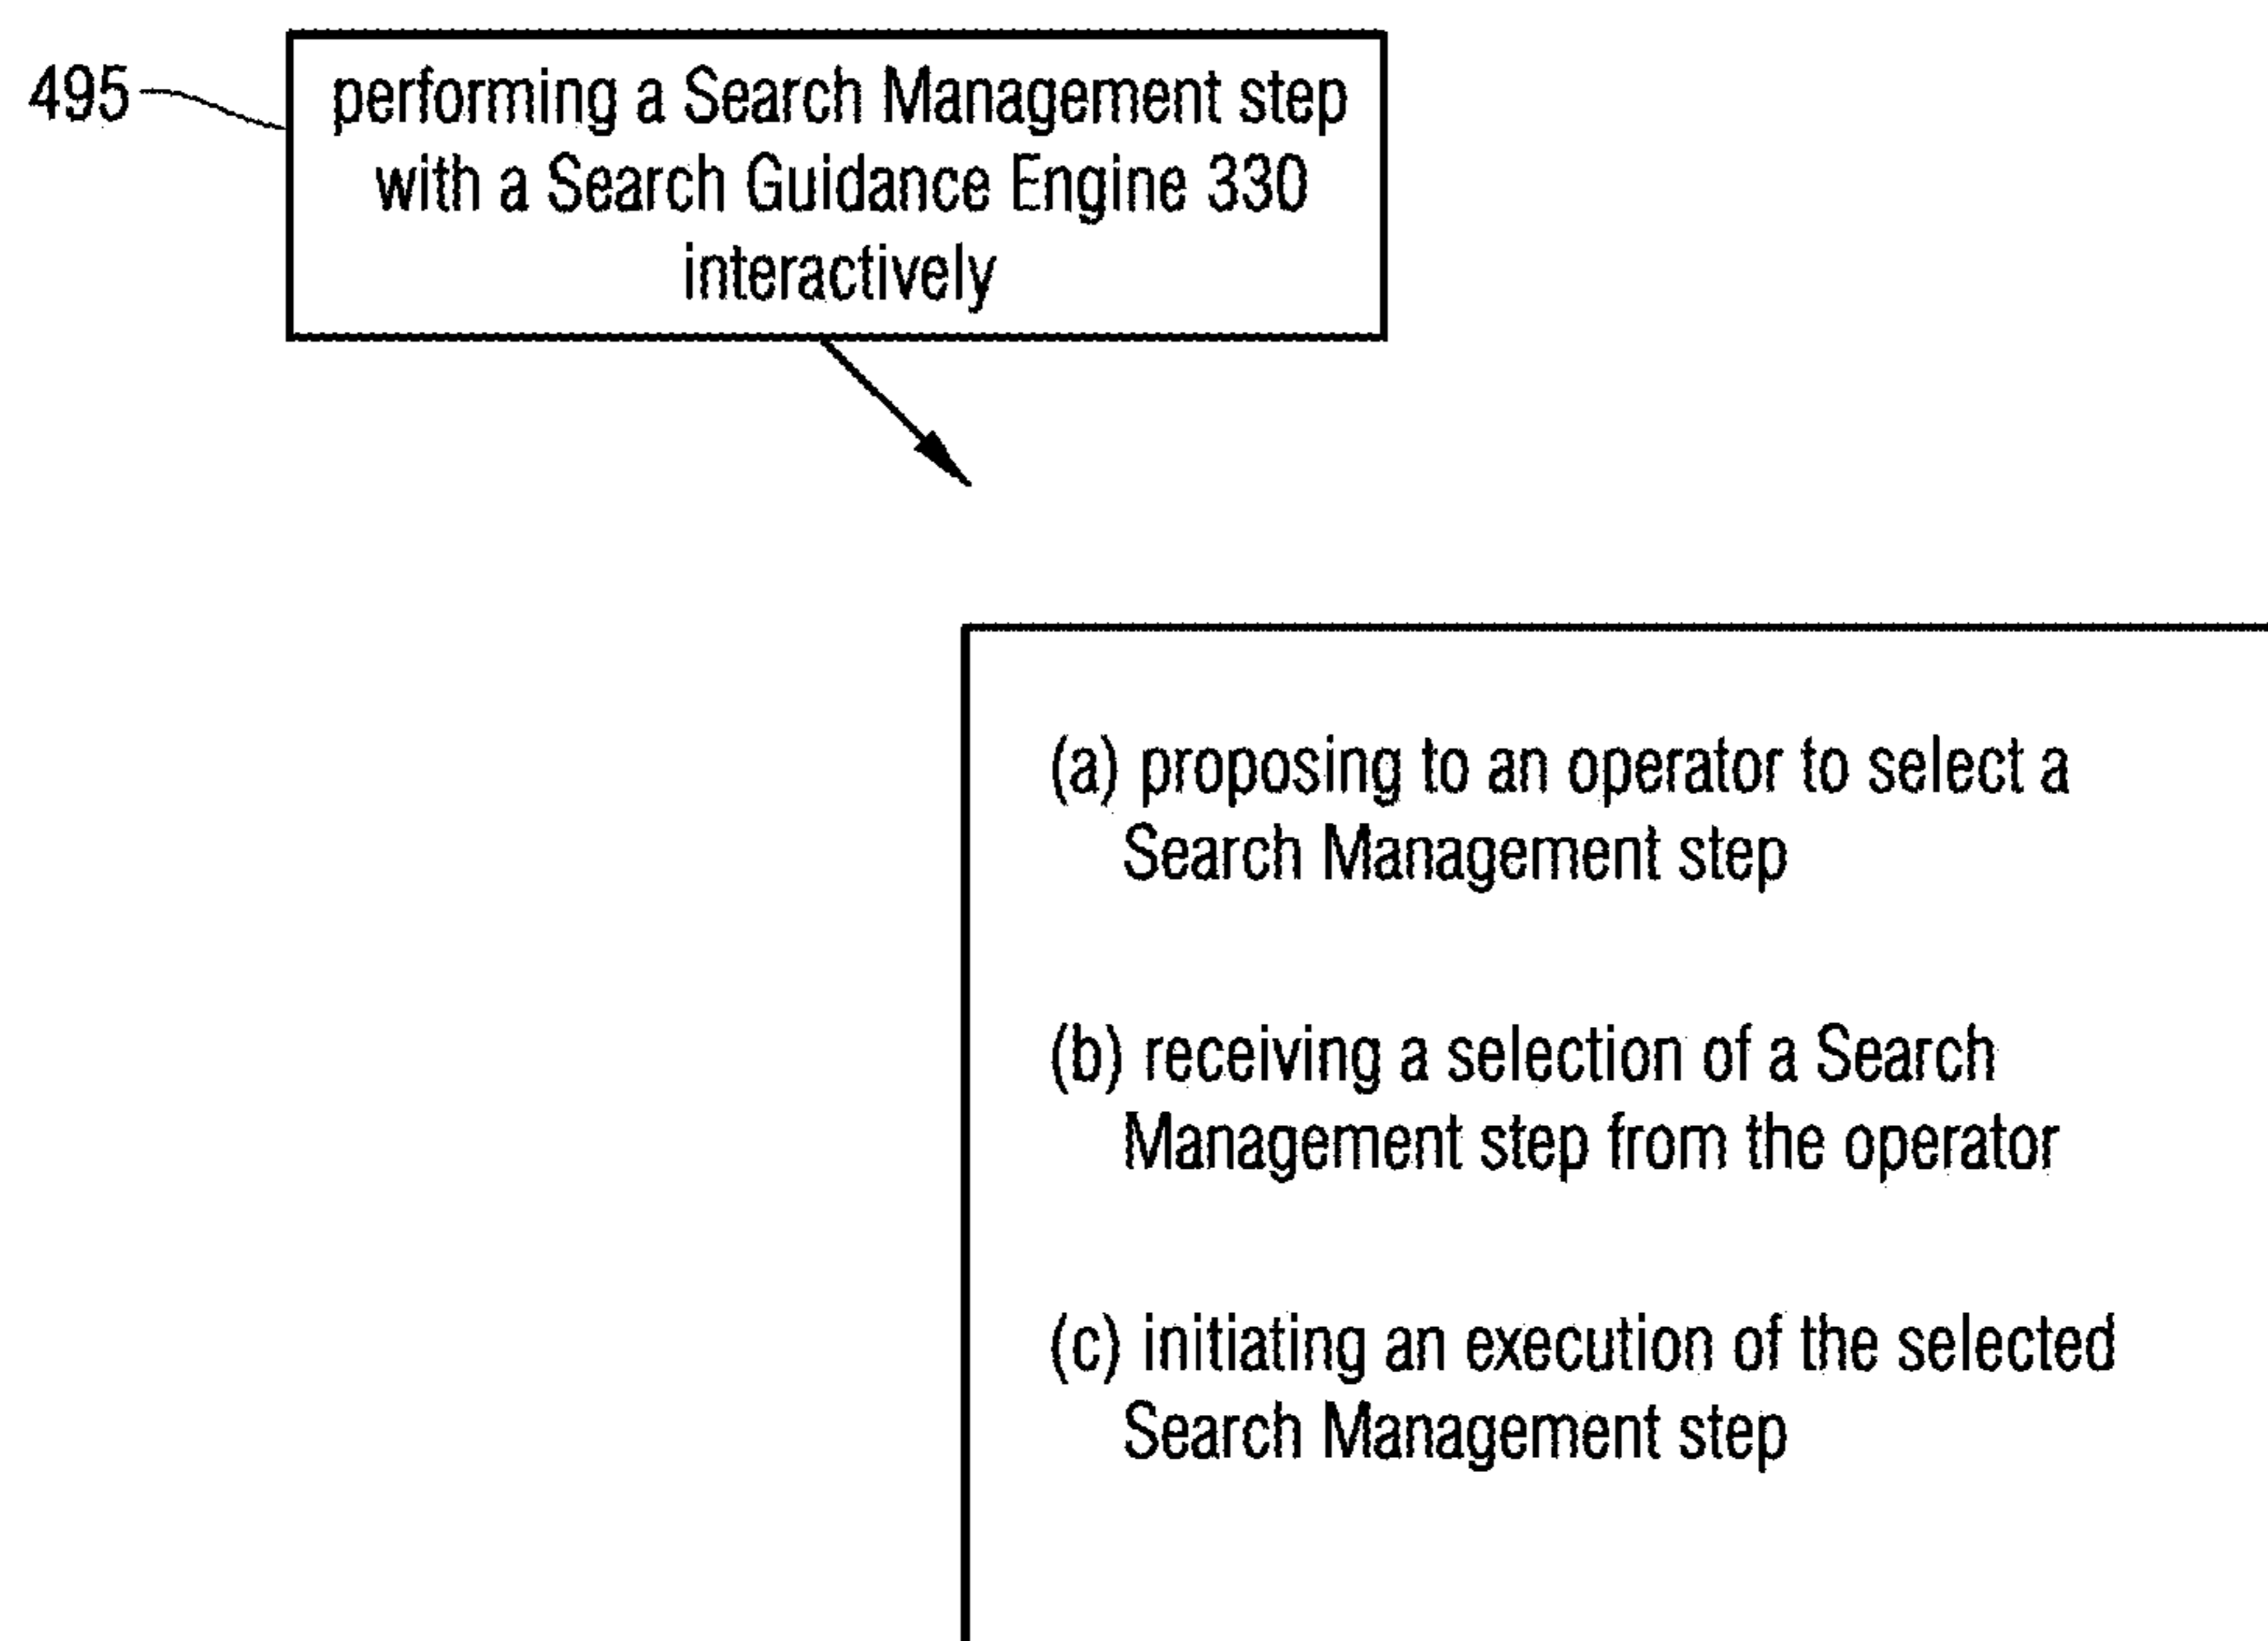 495
performing a Search Management step
with a Search Guidance Engine 330
interactively
(a) proposing to an operator to select a
Search Management step
(b) receiving a selection of a Search
Management step from the operator
(c) initiating an execution of the selected
Search Management step